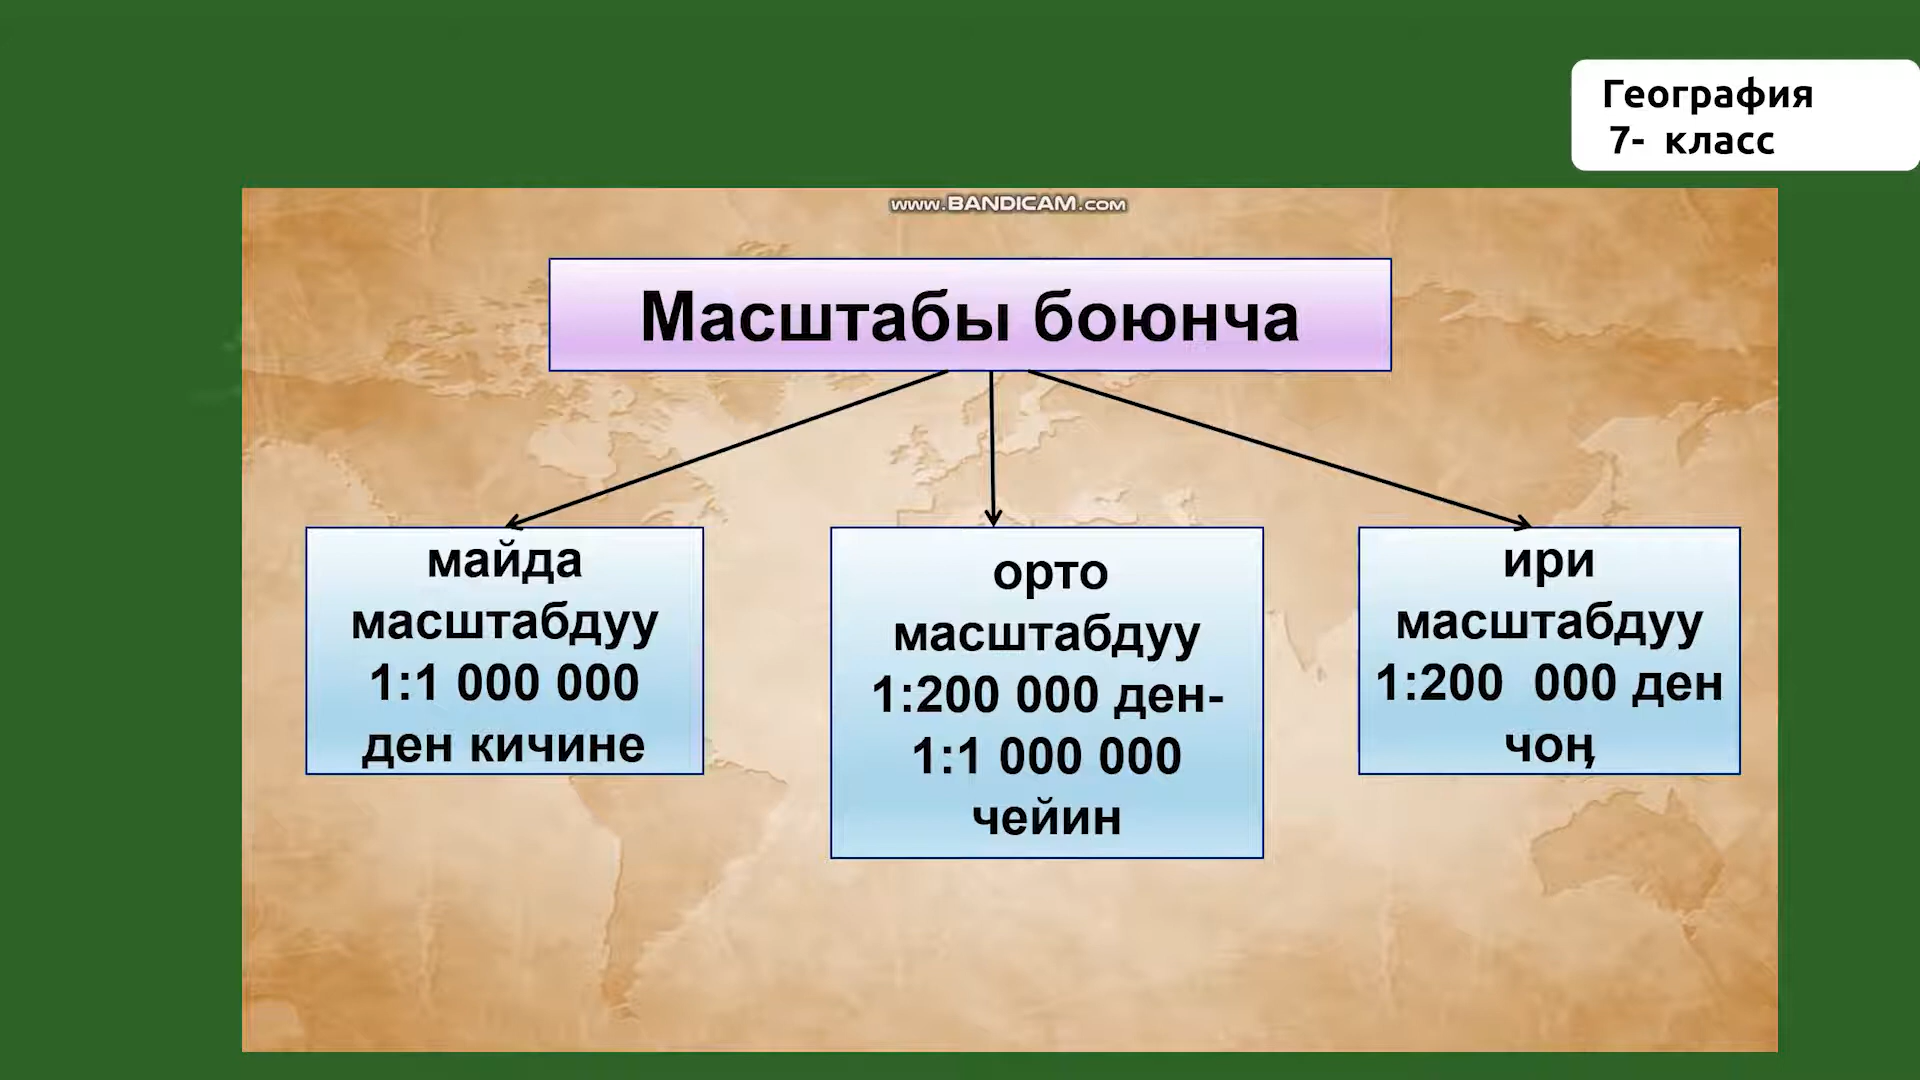 География
7- класс
www.BANDICAM.com
Масштабы боюнча
майда
масштабдуу
1:1 000 000
ден кичине
орто
масштабдуу
1:200 000 ден-
1:1 000 000
чейин
ири
масштабдуу
1:200 000 ден
чоң